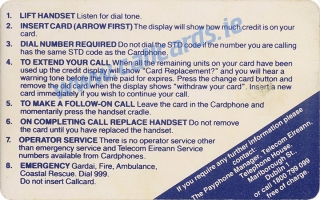 1. LIFT HANDSET Listen for dial tone.
2. INSERT CARD (ARROW FIRST) The display will show how much credit is on your
card.
3. DIAL NUMBER REQUIRED Do not dial the STD code if the number you are calling
has the same STD code as the Cardphone.
4. TO EXTEND YOUR CALL When all the remaining units on your card have been
used up the credit display will show "Card Replacement?" and you will hear a
warning tone before the time paid for expires. Press the change card button and
remove the old card when the display shows "withdraw your card". Insert a new
card immediately if you wish to continue your call.
5. TO MAKE A FOLLOW-ON CALL Leave the card in the Cardphone and
momentarily press the cradle.
6. ON COMPLETING CALL REPLACE HANDSET Do not remove
the card until you have replaced the handset.
7. OPERATOR SERVICE There is no operator service other
than emergency service and Telecom Eireann Service
numbers available from Cardphones.
8. EMERGENCY Gardai, Fire, Ambulance,
Coastal Rescue. Dial 999.
Do not insert Callcard.
If you require any further information please
contact:
The Payphone Manager, Telecom Eireann,
Telephone House,
Marlborough St.,
Dublin 1.
or call 1800 799 099
free of charge.
www.callcards.ie